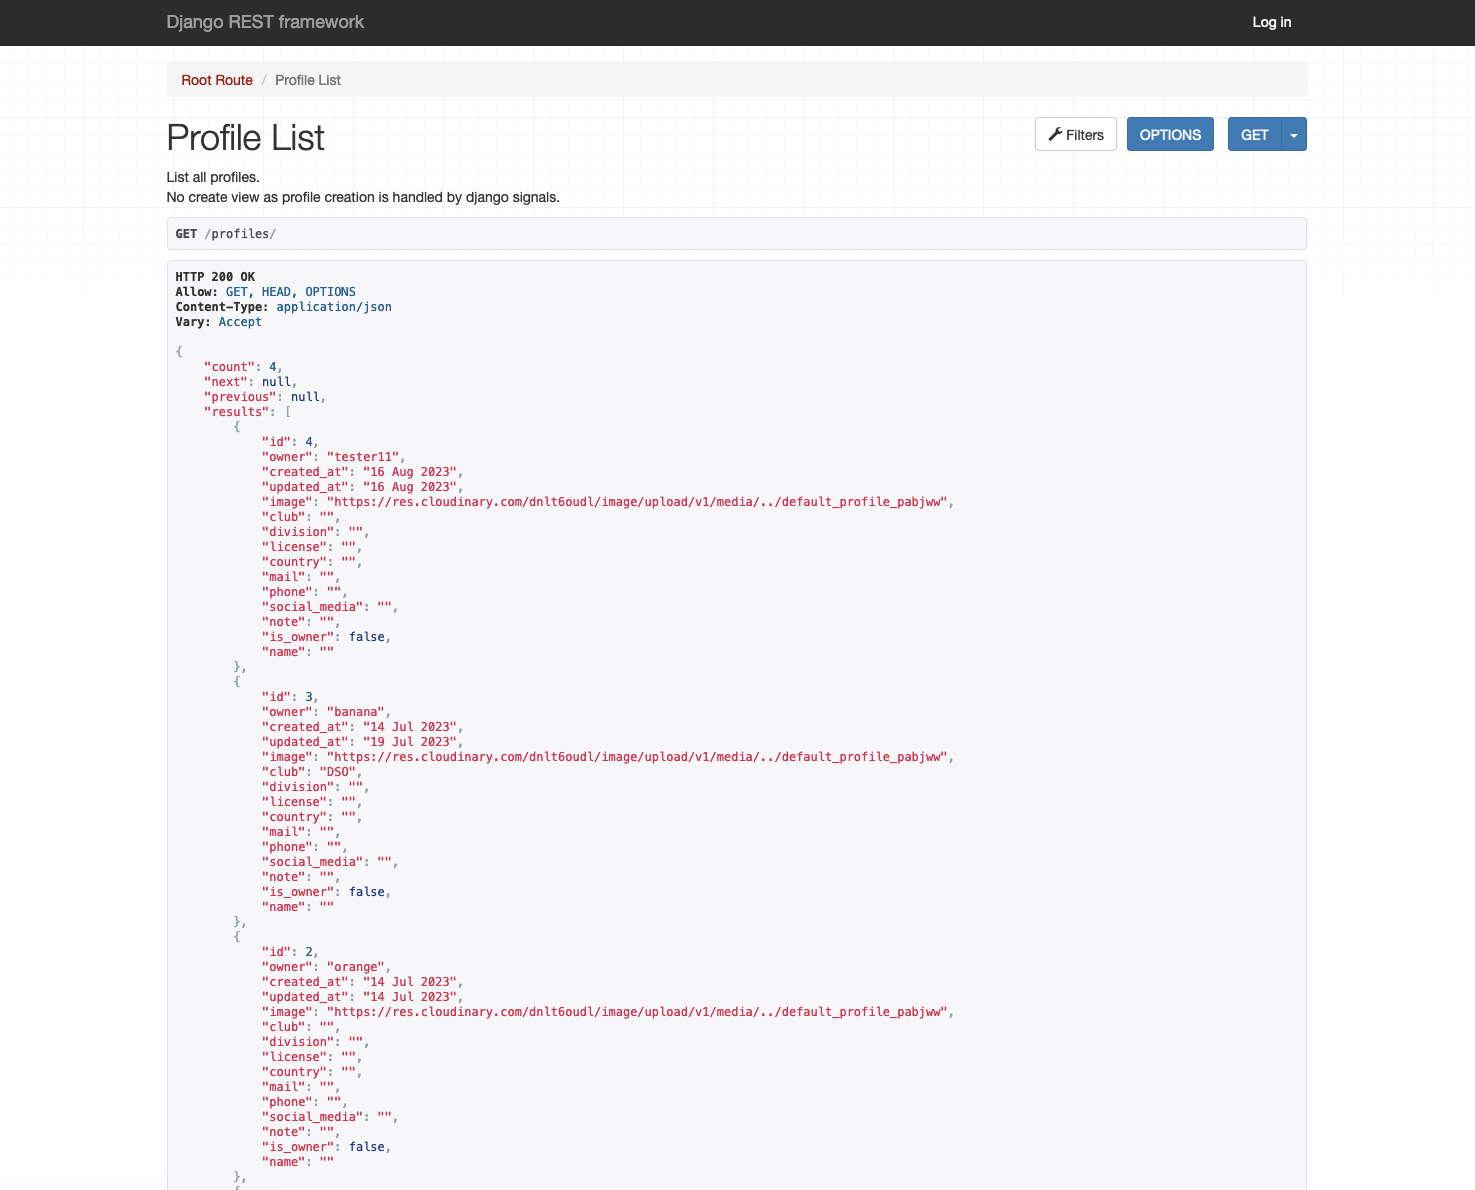 Django REST framework
Log in
Root Route / Profile List
Profile List
Filters
OPTIONS
GET
List all profiles.
No create view as profile creation is handled by django signals.
GET /profiles/
HTTP 200 OK
Allow: GET, HEAD, OPTIONS
Content-Type: application/json
Vary: Accept
{
"count": 4,
"next": null,
"previous": null,
"results": [
{
"id": 4,
"owner": "tester11",
"created_at": "16 Aug 2023",
"updated_at": "16 Aug 2023",
"image": "https://res.cloudinary.com/dnlt6oudl/image/upload/v1/media/../default_profile_pabjww",
"club": "",
"division": "",
"license": "",
"country": "",
"mail": "",
"phone": "",
"social_media": "",
"note": "",
"is_owner": false,
"name": ""
},
{
"id": 3,
"owner": "banana",
"created_at": "14 Jul 2023",
"updated_at": "19 Jul 2023",
"image": "https://res.cloudinary.com/dnlt6oudl/image/upload/v1/media/../default_profile_pabjww",
"club": "DSO",
"division": "",
"license": "",
"country": "",
"mail": "",
"phone": "",
"social_media": "",
"note": "",
"is_owner": false,
"name": ""
},
{
"id": 2,
"owner": "orange",
"created_at": "14 Jul 2023",
"updated_at": "14 Jul 2023",
"image": "https://res.cloudinary.com/dnlt6oudl/image/upload/v1/media/../default_profile_pabjww",
"club": "",
"division": "",
"license": "",
"country": "",
"mail": "",
"phone": "",
"social_media": "",
"note": "",
"is_owner": false,
"name": ""
},
{